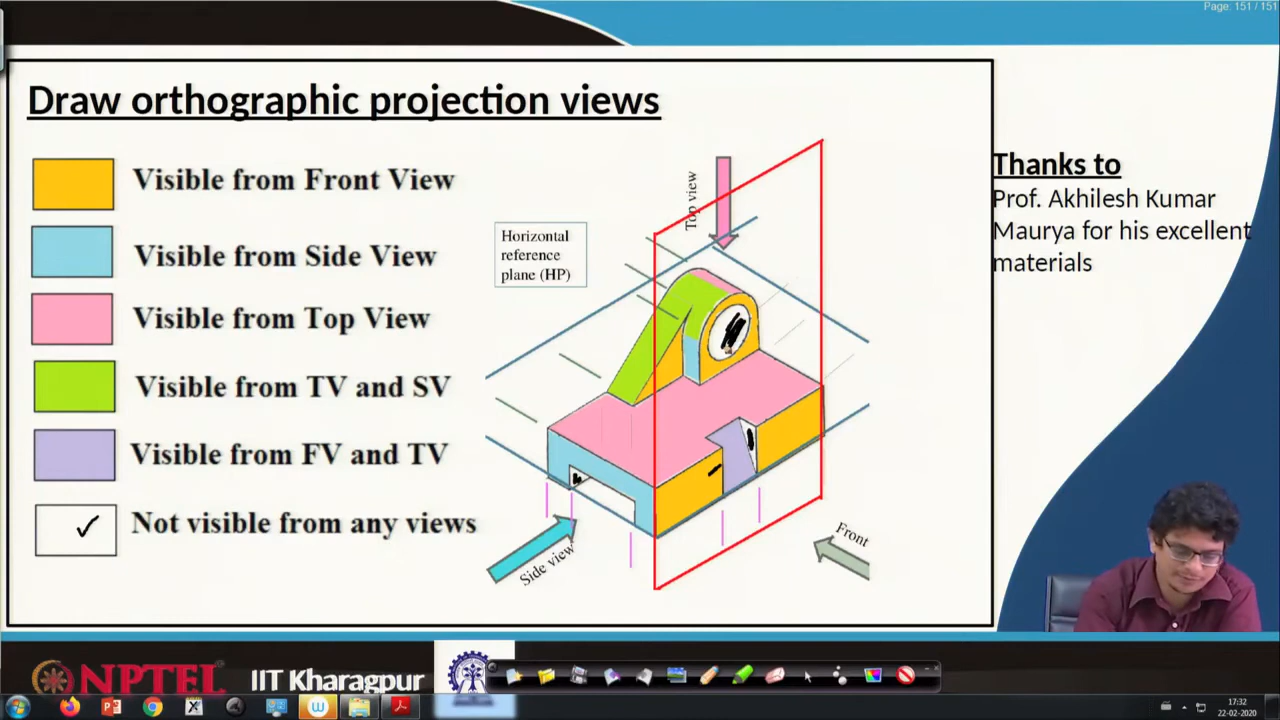 Page: 151 / 151
Draw orthographic projection views
Visible from Front View
Visible from Side View
Visible from Top View
Visible from TV and SV
Visible from FV and TV
Not visible from any views
Horizontal
reference
plane (HP)
Top view
Side view
Front
Thanks to
Prof. Akhilesh Kumar
Maurya for his excellent
materials
NPTEL
IIT Kharagpur
17:32
22-02-2020